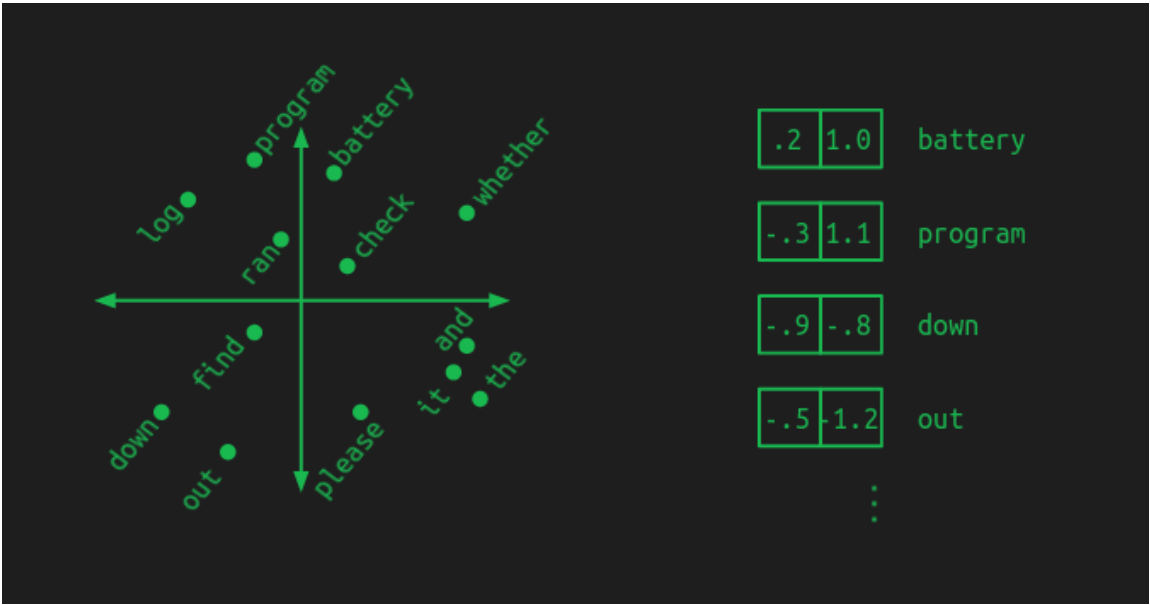 program
battery
whether
log
check
ran
and
find
the
it
down
please
out
.2 1.0 battery
-.3 1.1 program
-.9 -.8 down
-.5 -1.2 out
⋮